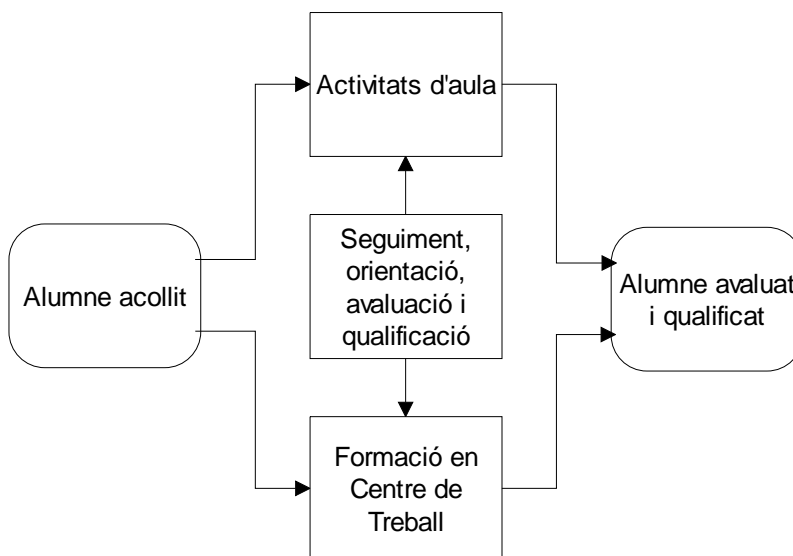 Activitats d'aula
Alumne acollit
Seguiment,
orientació,
avaluació i
qualificació
Alumne avaluat
i qualificat
Formació en
Centre de
Treball